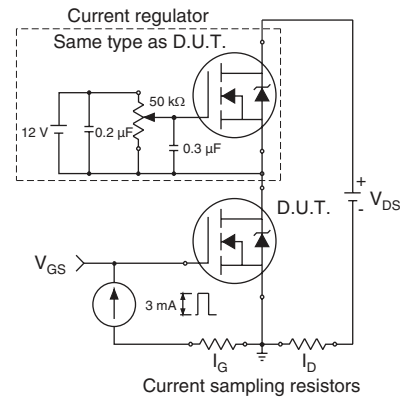 Current regulator
Same type as D.U.T.
50 kΩ
12 V
0.2 µF
0.3 µF
+
V_DS
-
D.U.T.
V_GS
3 mA
I_G
I_D
Current sampling resistors